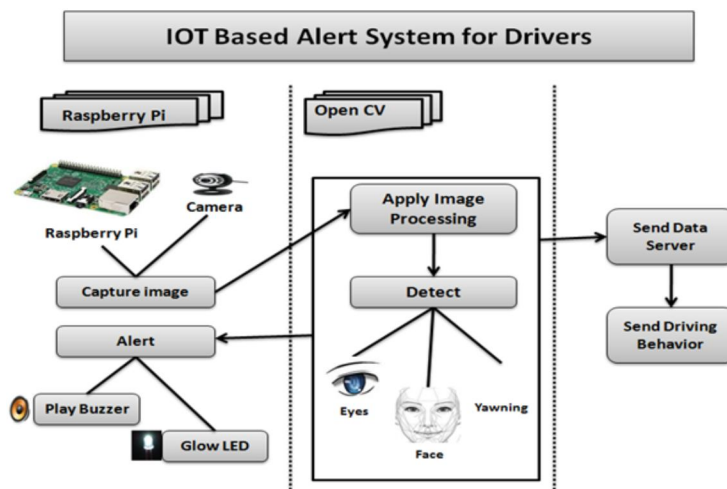 IOT Based Alert System for Drivers
Raspberry Pi
Open CV
Camera
Raspberry Pi
Capture image
Alert
Play Buzzer
Glow LED
Apply Image
Processing
Detect
Eyes
Face
Yawning
Send Data
Server
Send Driving
Behavior